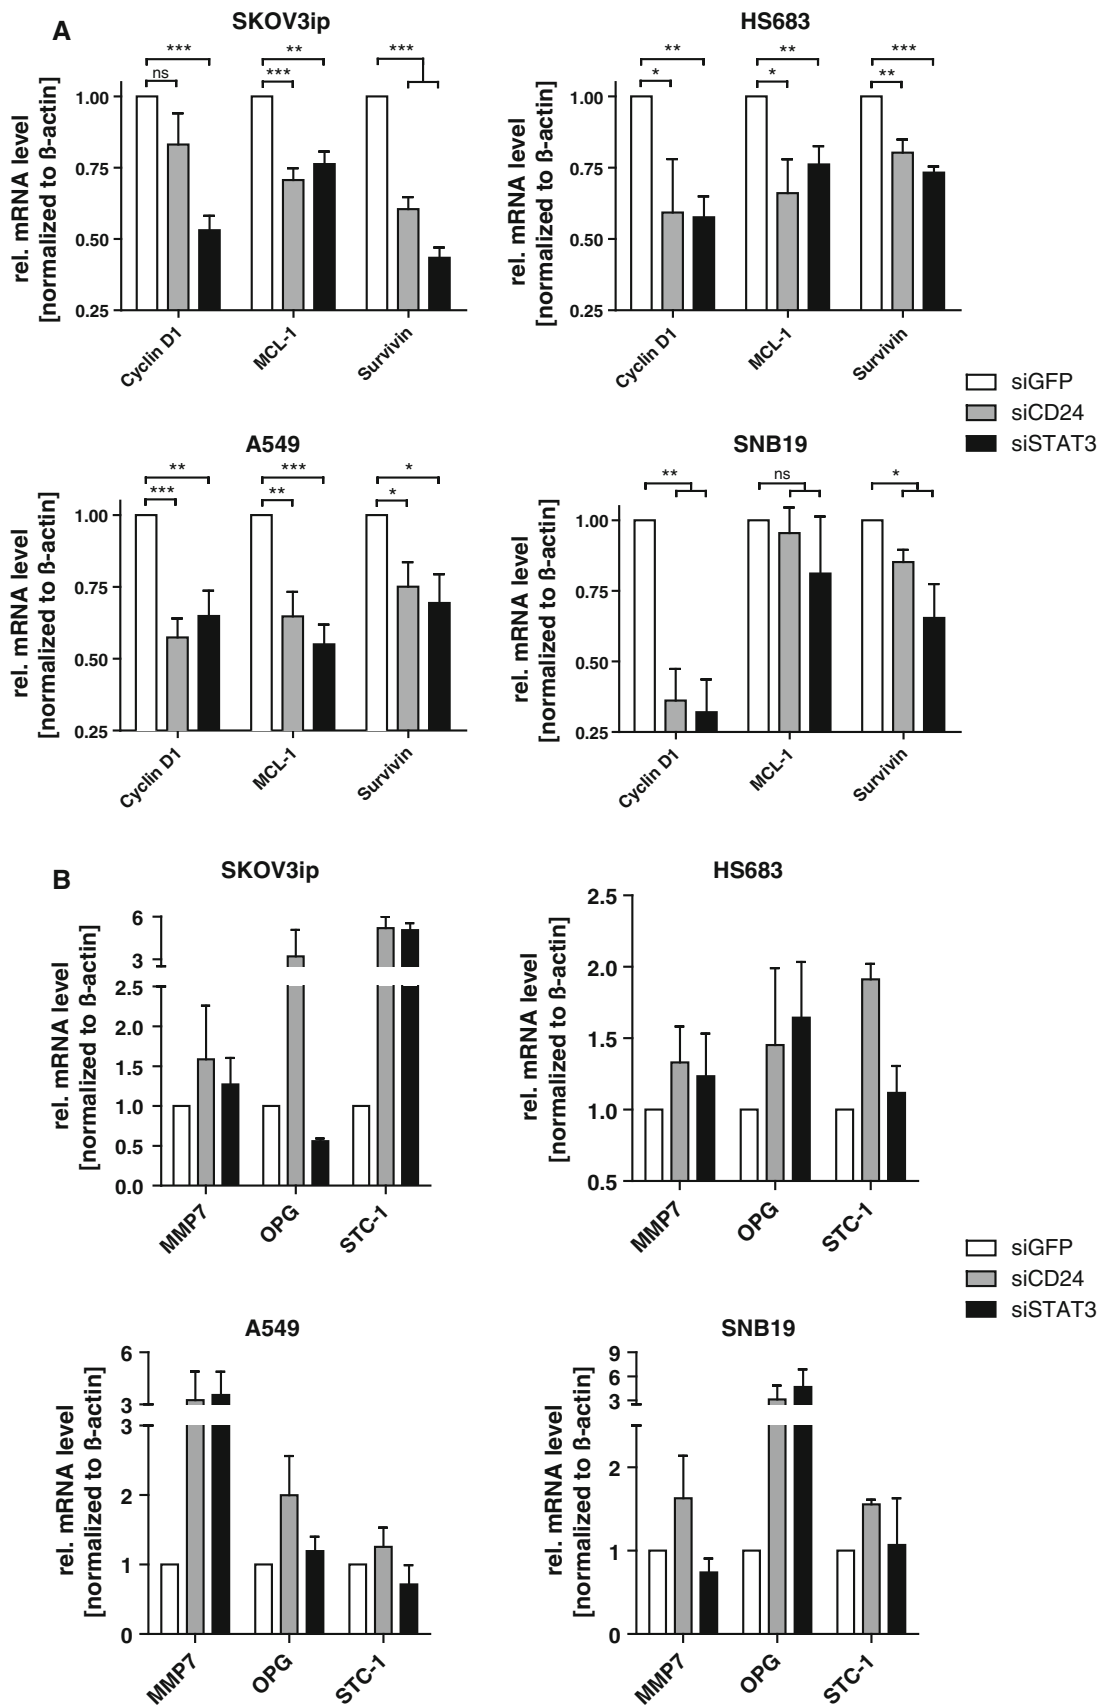 A
SKOV3ip
*** ** ***
ns ***
rel. mRNA level
[normalized to ß-actin]
1.00
0.75
0.50
0.25
Cyclin D1 MCL-1 Survivin
HS683
** ** ***
* * **
rel. mRNA level
[normalized to ß-actin]
1.00
0.75
0.50
0.25
Cyclin D1 MCL-1 Survivin
siGFP
siCD24
siSTAT3
A549
** *** *
*** ** *
rel. mRNA level
[normalized to ß-actin]
1.00
0.75
0.50
0.25
Cyclin D1 MCL-1 Survivin
SNB19
** ns *
rel. mRNA level
[normalized to ß-actin]
1.00
0.75
0.50
0.25
Cyclin D1 MCL-1 Survivin
B
SKOV3ip
rel. mRNA level
[normalized to ß-actin]
6
3
2.5
2.0
1.5
1.0
0.5
0.0
MMP7 OPG STC-1
HS683
rel. mRNA level
[normalized to ß-actin]
2.5
2.0
1.5
1.0
0.5
MMP7 OPG STC-1
siGFP
siCD24
siSTAT3
A549
rel. mRNA level
[normalized to ß-actin]
6
3
3
2
1
0
MMP7 OPG STC-1
SNB19
rel. mRNA level
[normalized to ß-actin]
9
6
3
2
1
0
MMP7 OPG STC-1